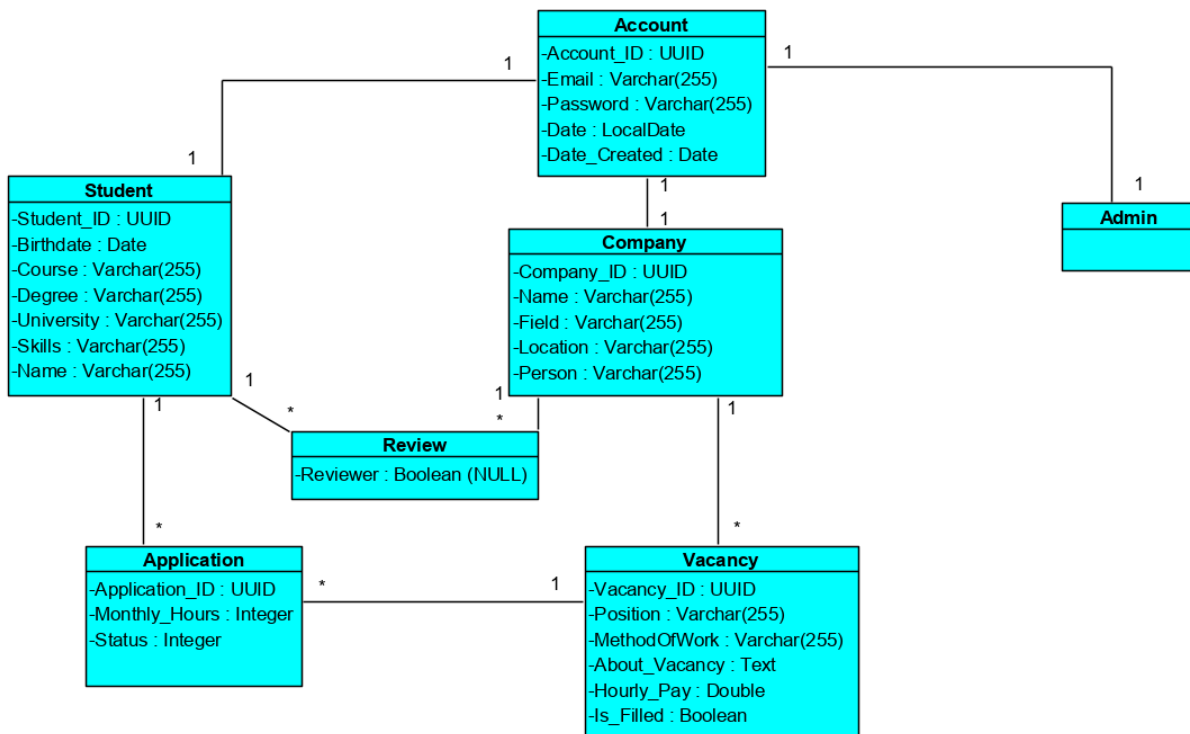 Account
-Account_ID : UUID
-Email : Varchar(255)
-Password : Varchar(255)
-Date : LocalDate
-Date_Created : Date
1
1
1
1
1
1
Student
-Student_ID : UUID
-Birthdate : Date
-Course : Varchar(255)
-Degree : Varchar(255)
-University : Varchar(255)
-Skills : Varchar(255)
-Name : Varchar(255)
Company
-Company_ID : UUID
-Name : Varchar(255)
-Field : Varchar(255)
-Location : Varchar(255)
-Person : Varchar(255)
Admin
1
1
*
1
*
1
Review
-Reviewer : Boolean (NULL)
*
*
Application
-Application_ID : UUID
-Monthly_Hours : Integer
-Status : Integer
*
1
Vacancy
-Vacancy_ID : UUID
-Position : Varchar(255)
-MethodOfWork : Varchar(255)
-About_Vacancy : Text
-Hourly_Pay : Double
-Is_Filled : Boolean